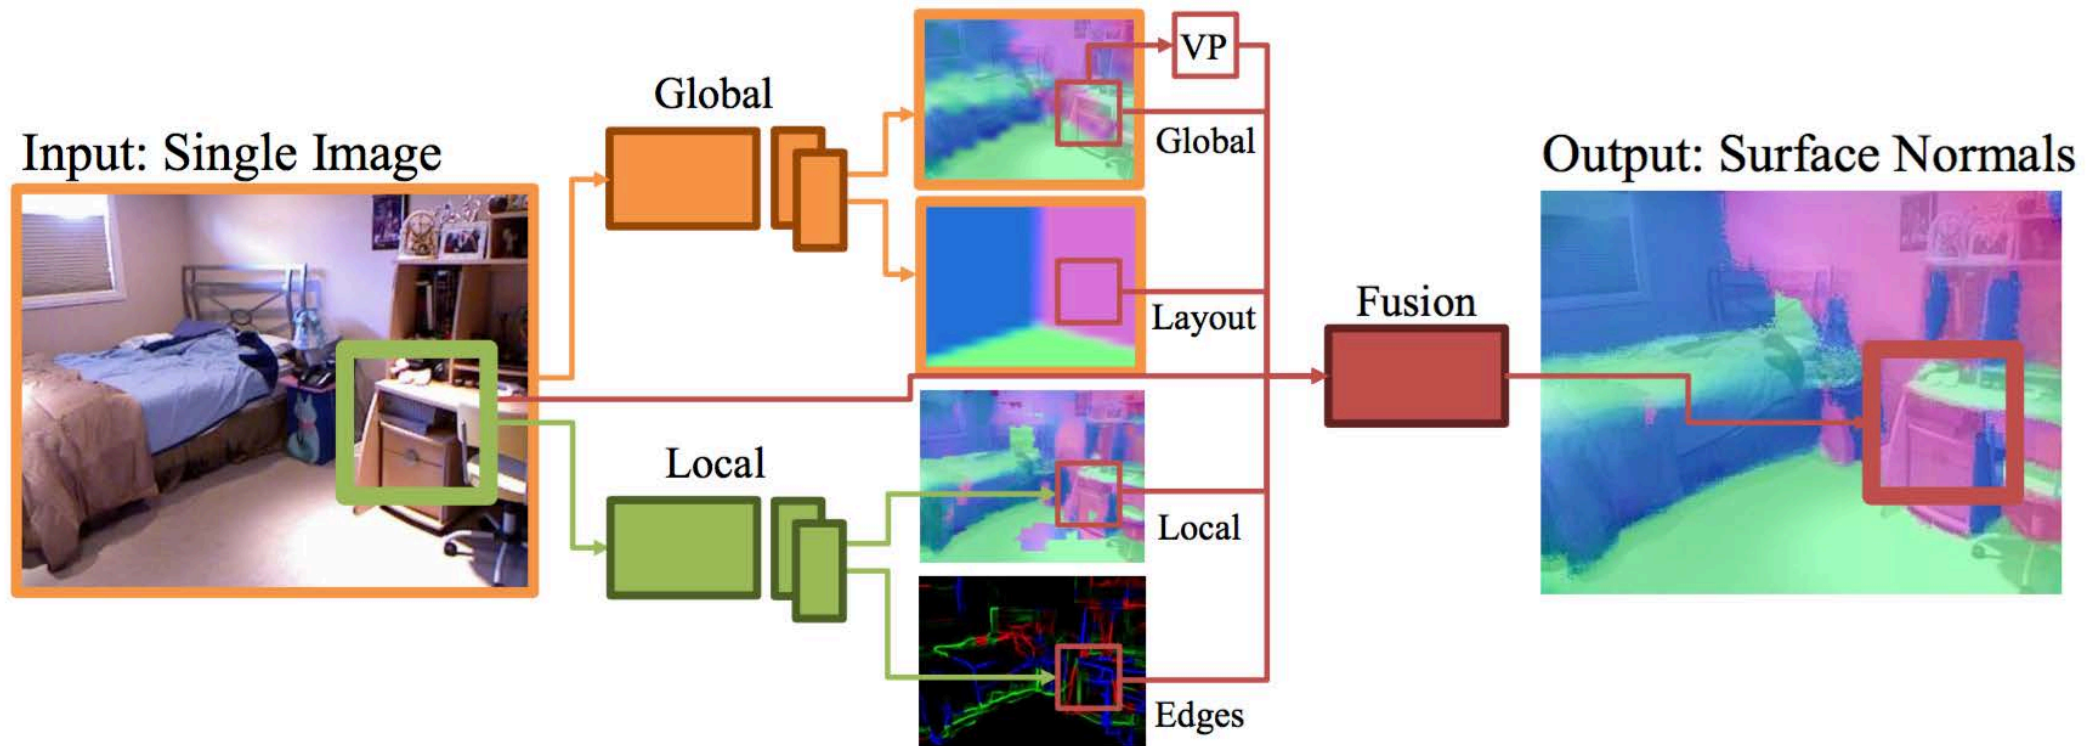 Input: Single Image
Global
VP
Global
Layout
Local
Local
Edges
Fusion
Output: Surface Normals